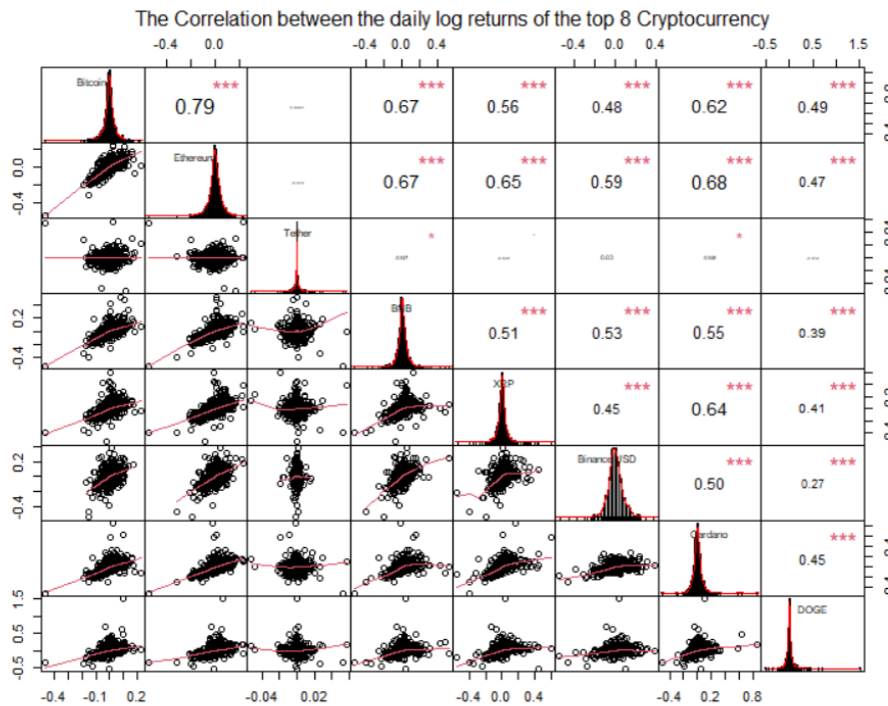 The Correlation between the daily log returns of the top 8 Cryptocurrency
-0.4 0.0 0.0 0.4 -0.4 0.0 0.4 -0.5 0.5 1.5
Bitcoin
*** *** *** *** *** ***
0.79 0.67 0.56 0.48 0.62 0.49
Ethereum
*** *** *** *** ***
0.67 0.65 0.59 0.68 0.47
0.0
-0.4
Tether
* *
0.03
BNB
*** *** *** ***
0.51 0.53 0.55 0.39
0.2
-0.4
XRP
*** *** ***
0.45 0.64 0.41
Binance USD
*** ***
0.50 0.27
0.2
-0.4
Cardano
***
0.45
DOGE
1.5
0.5
-0.5
-0.4 -0.1 0.2 -0.04 0.02 -0.4 0.0 0.4 -0.4 0.2 0.8